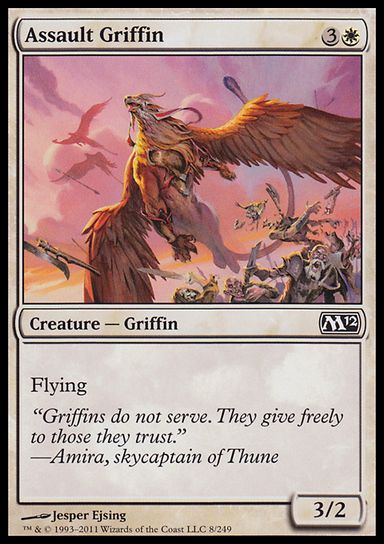 Assault Griffin 3
Creature — Griffin M12
Flying
“Griffins do not serve. They give freely
to those they trust.”
—Amira, skycaptain of Thune
Jesper Ejsing
™ & © 1993–2011 Wizards of the Coast LLC 8/249
3/2